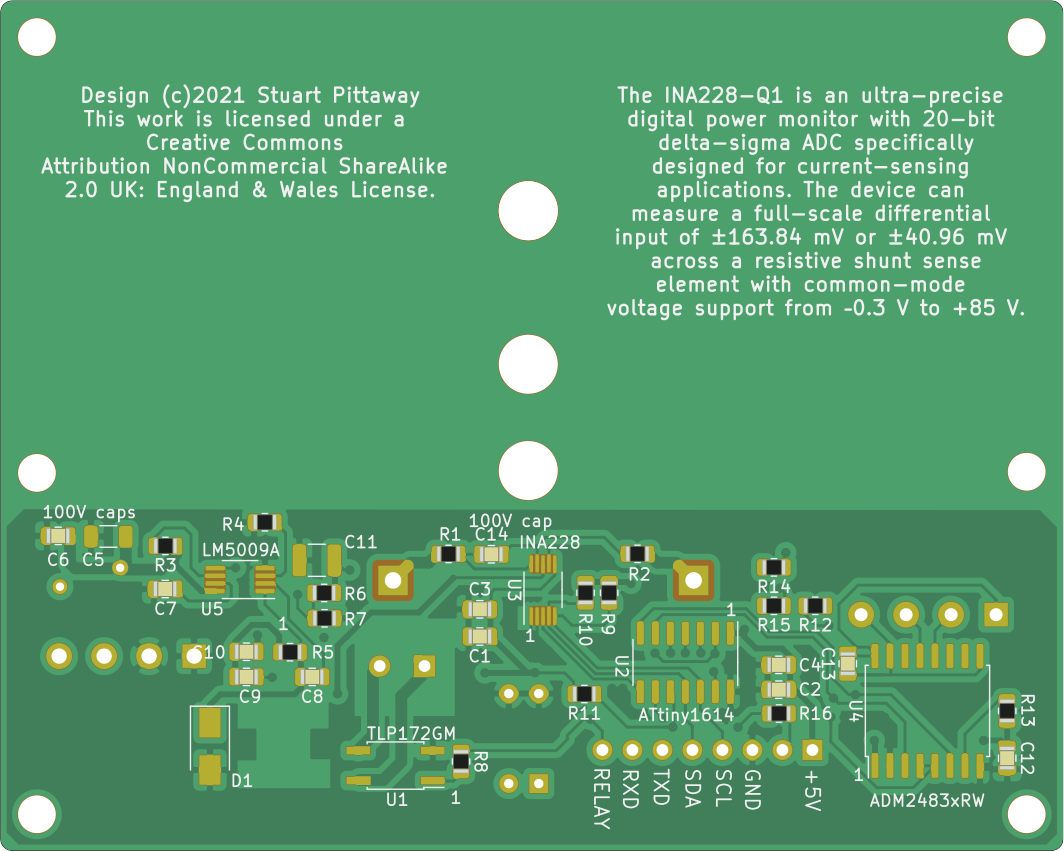 Design (c)2021 Stuart Pittaway
This work is licensed under a
Creative Commons
Attribution NonCommercial ShareAlike
2.0 UK: England & Wales License.
The INA228-Q1 is an ultra-precise
digital power monitor with 20-bit
delta-sigma ADC specifically
designed for current-sensing
applications. The device can
measure a full-scale differential
input of ±163.84 mV or ±40.96 mV
across a resistive shunt sense
element with common-mode
voltage support from -0.3 V to +85 V.
100V caps
C6
C5
R3
R4
LM5009A
C7
U5
C11
R6
R7
1
C10
R5
C9
C8
D1
100V cap
R1
C14
INA228
C3
U3
C1
1
R10
R9
R2
R11
TLP172GM
R8
U1
1
1
U2
ATtiny1614
R14
R15
R12
C4
C2
R16
C13
U4
1
ADM2483xRW
R13
C12
RELAY
RXD
TXD
SDA
SCL
GND
+5V